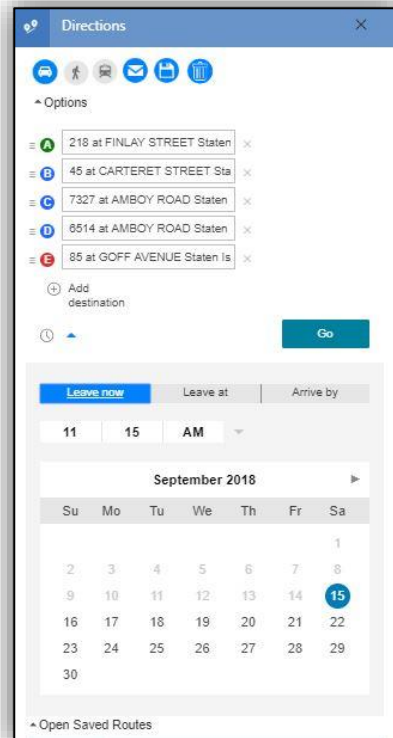 Directions
Options
A 218 at FINLAY STREET Staten
B 45 at CARTERET STREET Sta
C 7327 at AMBOY ROAD Staten
D 6514 at AMBOY ROAD Staten
E 85 at GOFF AVENUE Staten Is
Add
destination
Go
Leave now Leave at Arrive by
11 15 AM
September 2018
Su Mo Tu We Th Fr Sa
1
2 3 4 5 6 7 8
9 10 11 12 13 14 15
16 17 18 19 20 21 22
23 24 25 26 27 28 29
30
Open Saved Routes